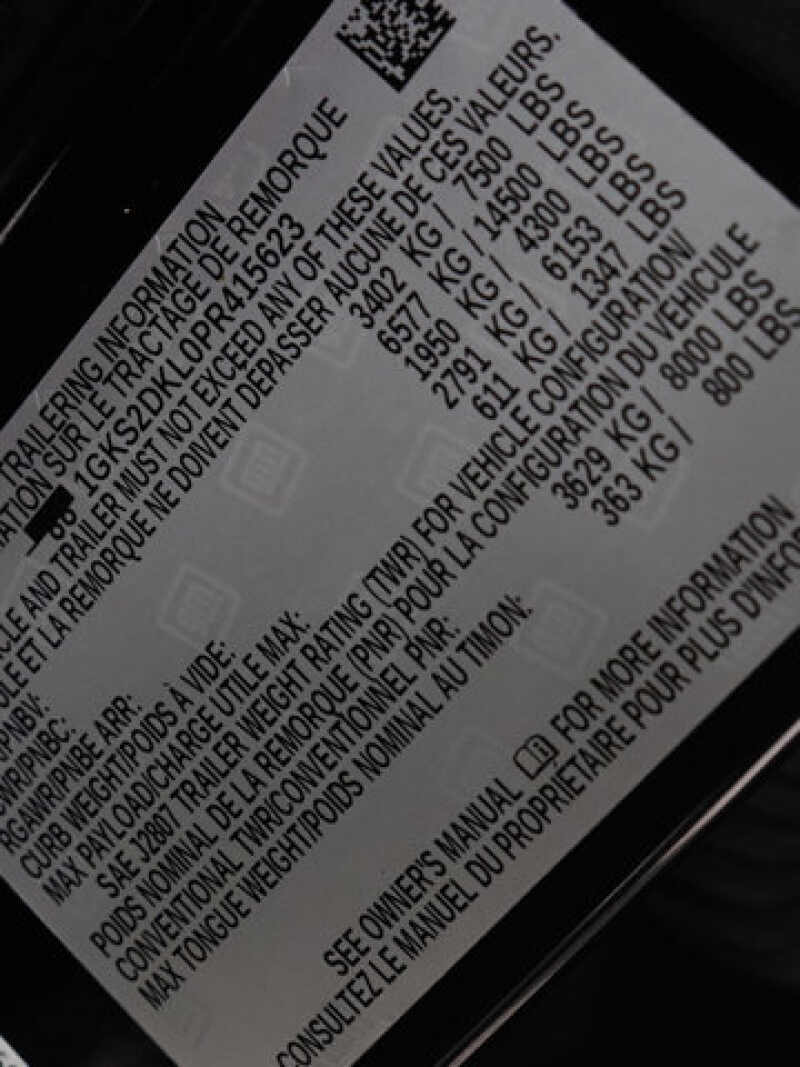 TRAILERING INFORMATION
MATION SUR LE TRACTAGE DE REMORQUE
1GKS2DKL0PR415623
CLE AND TRAILER MUST NOT EXCEED ANY OF THESE VALUES.
ULE ET LA REMORQUE NE DOIVENT DEPASSER AUCUNE DE CES VALEURS.
/PNBV: 3402 KG / 7500 LBS
WR/PNBC: 6577 KG / 14500 LBS
RGAWR/PNBE ARR: 1950 KG / 4300 LBS
CURB WEIGHT/POIDS À VIDE: 2791 KG / 6153 LBS
MAX PAYLOAD/CHARGE UTILE MAX: 611 KG / 1347 LBS
SAE J2807 TRAILER WEIGHT RATING (TWR) FOR VEHICLE CONFIGURATION/
POIDS NOMINAL DE LA REMORQUE (PNR) POUR LA CONFIGURATION DU VEHICULE
CONVENTIONAL TWR/CONVENTIONNEL PNR: 3629 KG / 8000 LBS
MAX TONGUE WEIGHT/POIDS NOMINAL AU TIMON: 363 KG / 800 LBS
SEE OWNER'S MANUAL FOR MORE INFORMATION
CONSULTEZ LE MANUEL DU PROPRIÉTAIRE POUR PLUS D'INFOR